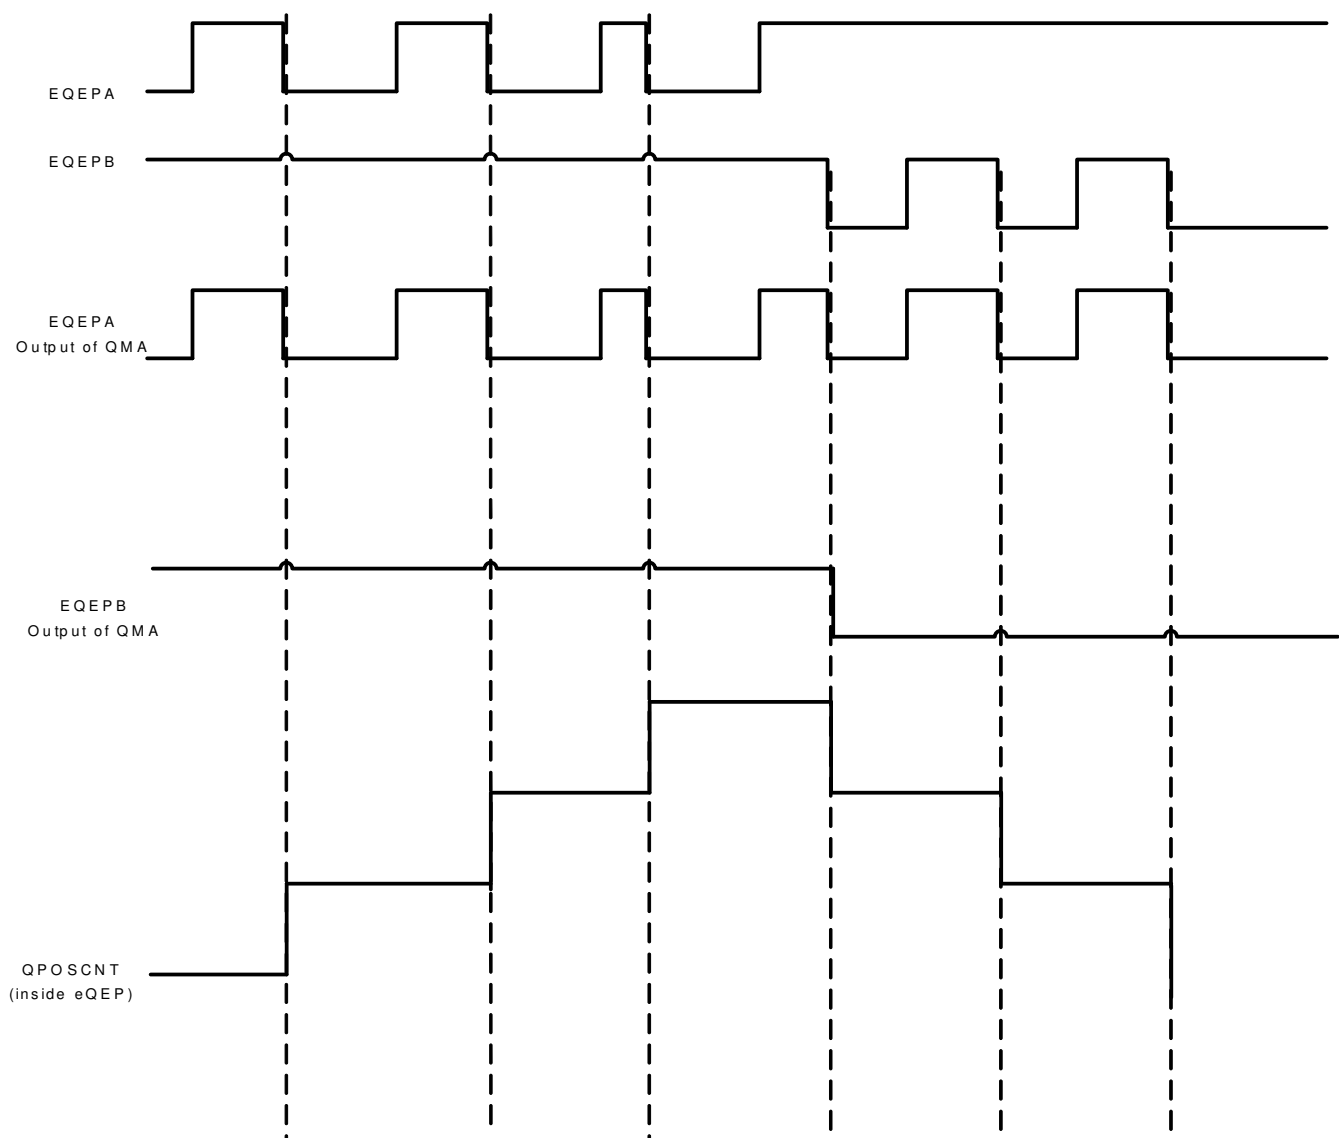 EQEPA
EQEPB
EQEPA
Output of QMA
EQEPB
Output of QMA
QPOSCNT
(inside eQEP)